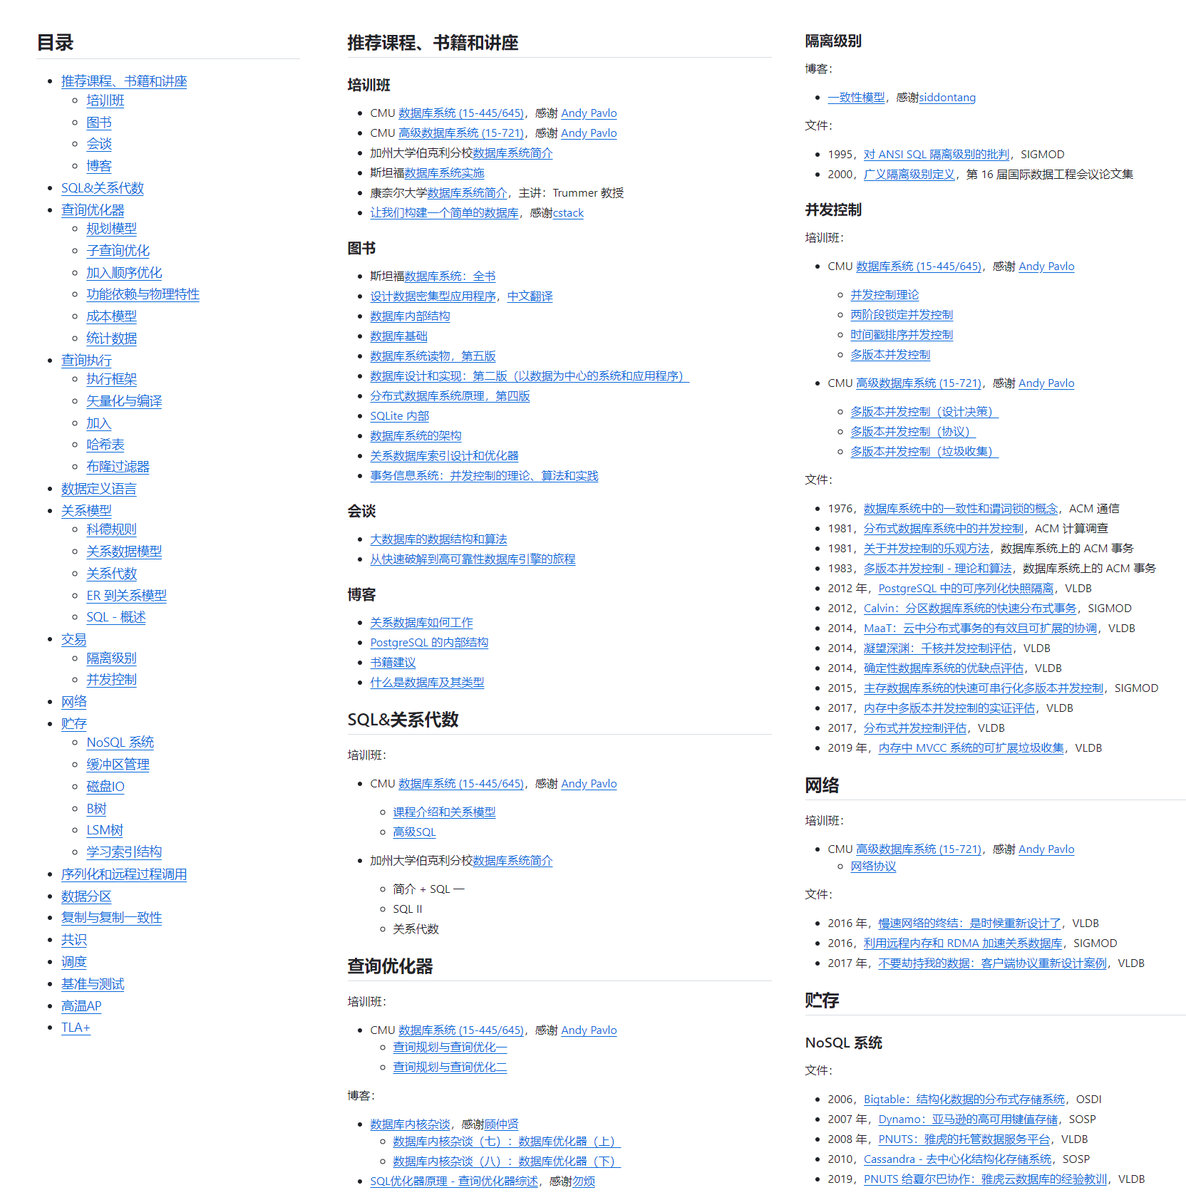 目录
推荐课程、书籍和讲座
培训班
图书
会谈
博客
SQL&关系代数
查询优化器
规划模型
子查询优化
加入顺序优化
功能依赖与物理特性
成本模型
统计数据
查询执行
执行框架
矢量化与编译
加入
哈希表
布隆过滤器
数据定义语言
关系模型
科德规则
关系数据模型
关系代数
ER 到关系模型
SQL - 概述
交易
隔离级别
并发控制
网络
贮存
NoSQL 系统
缓冲区管理
磁盘IO
B树
LSM树
学习索引结构
序列化和远程过程调用
数据分区
复制与复制一致性
共识
调度
基准与测试
高温AP
TLA+
推荐课程、书籍和讲座
培训班
CMU 数据库系统 (15-445/645)，感谢 Andy Pavlo
CMU 高级数据库系统 (15-721)，感谢 Andy Pavlo
加州大学伯克利分校数据库系统简介
斯坦福数据库系统实施
康奈尔大学数据库系统简介，主讲：Trummer 教授
让我们构建一个简单的数据库，感谢cstack
图书
斯坦福数据库系统：全书
设计数据密集型应用程序，中文翻译
数据库内部结构
数据库基础
数据库系统读物，第五版
数据库设计和实现：第二版（以数据为中心的系统和应用程序）
分布式数据库系统原理，第四版
SQLite 内部
数据库系统的架构
关系数据库索引设计和优化器
事务信息系统：并发控制的理论、算法和实践
会谈
大数据库的数据结构和算法
从快速破解到高可靠性数据库引擎的旅程
博客
关系数据库如何工作
PostgreSQL 的内部结构
书籍建议
什么是数据库及其类型
SQL&关系代数
培训班：
CMU 数据库系统 (15-445/645)，感谢 Andy Pavlo
课程介绍和关系模型
高级SQL
加州大学伯克利分校数据库系统简介
简介 + SQL 一
SQL II
关系代数
查询优化器
培训班：
CMU 数据库系统 (15-445/645)，感谢 Andy Pavlo
查询规划与查询优化一
查询规划与查询优化二
博客：
数据库内核杂谈，感谢顾仲贤
数据库内核杂谈（七）：数据库优化器（上）
数据库内核杂谈（八）：数据库优化器（下）
SQL优化器原理 - 查询优化器综述，感谢勿烦
隔离级别
博客：
一致性模型，感谢siddontang
文件：
1995，对 ANSI SQL 隔离级别的批判，SIGMOD
2000，广义隔离级别定义，第 16 届国际数据工程会议论文集
并发控制
培训班：
CMU 数据库系统 (15-445/645)，感谢 Andy Pavlo
并发控制理论
两阶段锁定并发控制
时间戳排序并发控制
多版本并发控制
CMU 高级数据库系统 (15-721)，感谢 Andy Pavlo
多版本并发控制（设计决策）
多版本并发控制（协议）
多版本并发控制（垃圾收集）
文件：
1976，数据库系统中的一致性和谓词锁的概念，ACM 通信
1981，分布式数据库系统中的并发控制，ACM 计算调查
1981，关于并发控制的乐观方法，数据库系统上的 ACM 事务
1983，多版本并发控制 - 理论和算法，数据库系统上的 ACM 事务
2012 年，PostgreSQL 中的可序列化快照隔离，VLDB
2012，Calvin：分区数据库系统的快速分布式事务，SIGMOD
2014，MaaT：云中分布式事务的有效且可扩展的协调，VLDB
2014，凝望深渊：千核并发控制评估，VLDB
2014，确定性数据库系统的优缺点评估，VLDB
2015，主存数据库系统的快速可串行化多版本并发控制，SIGMOD
2017，内存中多版本并发控制的实证评估，VLDB
2017，分布式并发控制评估，VLDB
2019 年，内存中 MVCC 系统的可扩展垃圾收集，VLDB
网络
培训班：
CMU 高级数据库系统 (15-721)，感谢 Andy Pavlo
网络协议
文件：
2016 年，慢速网络的终结：是时候重新设计了，VLDB
2016，利用远程内存和 RDMA 加速关系数据库，SIGMOD
2017 年，不要劫持我的数据：客户端协议重新设计案例，VLDB
贮存
NoSQL 系统
文件：
2006，Bigtable：结构化数据的分布式存储系统，OSDI
2007 年，Dynamo：亚马逊的高可用键值存储，SOSP
2008 年，PNUTS：雅虎的托管数据服务平台，VLDB
2010，Cassandra - 去中心化结构化存储系统，SOSP
2019，PNUTS 给夏尔巴协作：雅虎云数据库的经验教训，VLDB